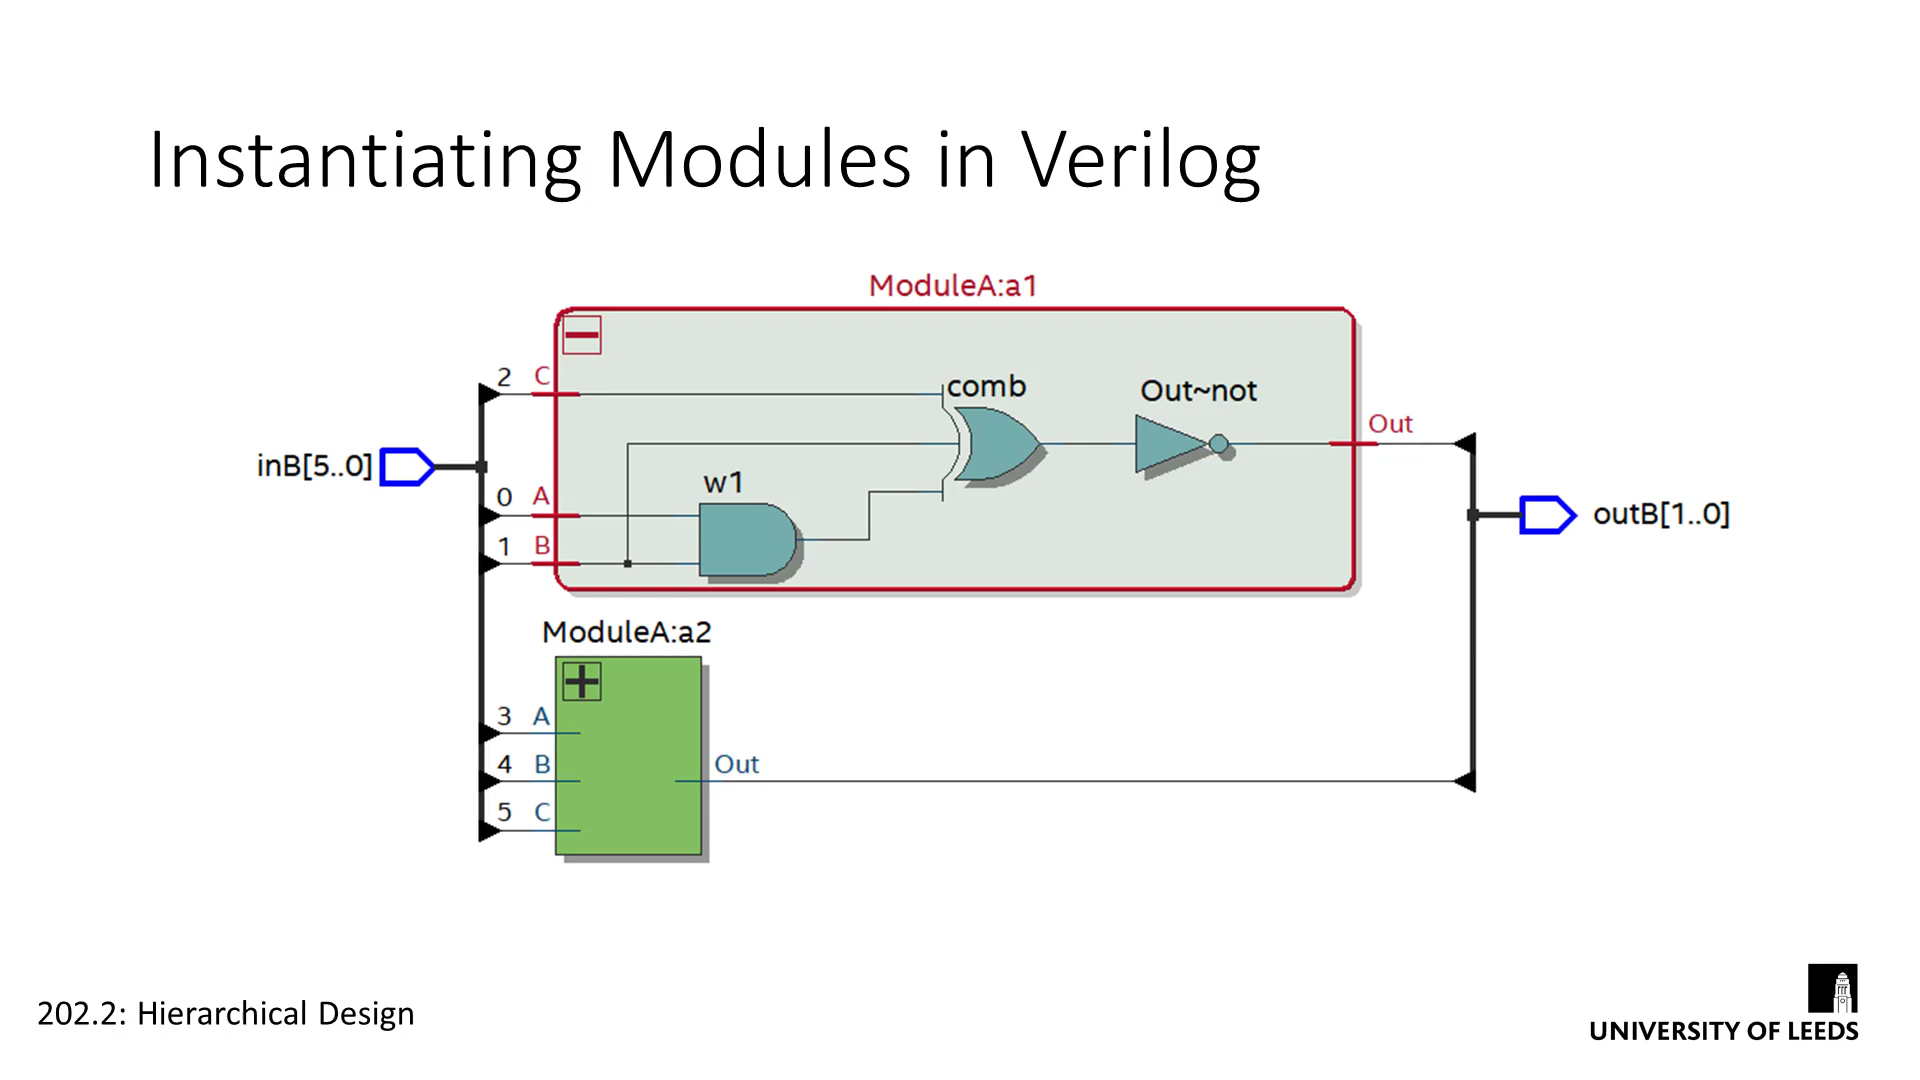 Instantiating Modules in Verilog
ModuleA:a1
2 C
comb
Out~not
Out
inB[5..0]
w1
0 A
1 B
outB[1..0]
ModuleA:a2
3 A
4 B
Out
5 C
202.2: Hierarchical Design
UNIVERSITY OF LEEDS